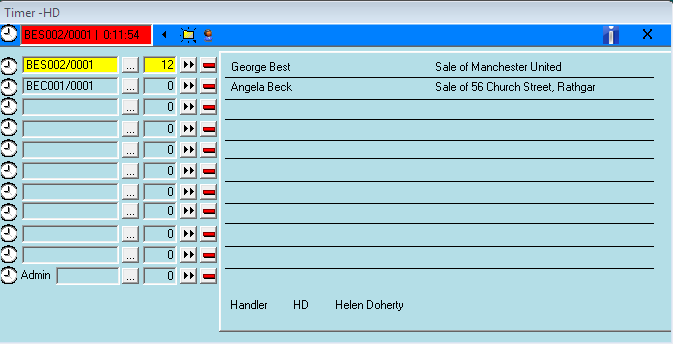 Timer -HD
BES002/0001 | 0:11:54
BES002/0001 ... 12 George Best Sale of Manchester United
BEC001/0001 ... 0 Angela Beck Sale of 56 Church Street, Rathgar
... 0
... 0
... 0
... 0
... 0
... 0
... 0
... 0
Admin ... 0
Handler HD Helen Doherty